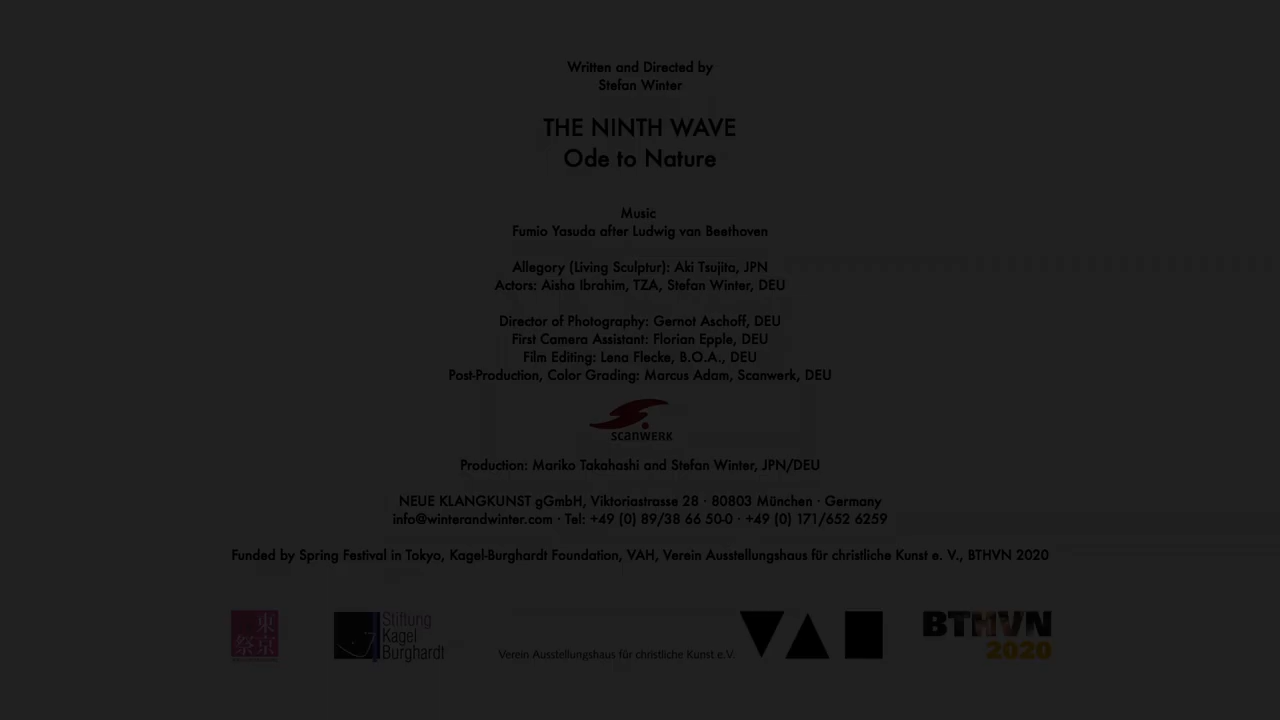 Written and Directed by
Stefan Winter
THE NINTH WAVE
Ode to Nature
Music
Fumio Yasuda after Ludwig van Beethoven
Allegory (Living Sculptur): Aki Tsujita, JPN
Actors: Aisha Ibrahim, TZA, Stefan Winter, DEU
Director of Photography: Gernot Aschoff, DEU
First Camera Assistant: Florian Epple, DEU
Film Editing: Lena Flecke, B.O.A., DEU
Post-Production, Color Grading: Marcus Adam, Scanwerk, DEU
scanwerk
Production: Mariko Takahashi and Stefan Winter, JPN/DEU
NEUE KLANGKUNST gGmbH, Viktoriastrasse 28 · 80803 München · Germany
info@winterandwinter.com · Tel: +49 (0) 89/38 66 50-0 · +49 (0) 171/652 6259
Funded by Spring Festival in Tokyo, Kagel-Burghardt Foundation, VAH, Verein Ausstellungshaus für christliche Kunst e. V., BTHVN 2020
東京
祭
Stiftung
Kagel
Burghardt
Verein Ausstellungshaus für christliche Kunst e.V.
BTHVN
2020